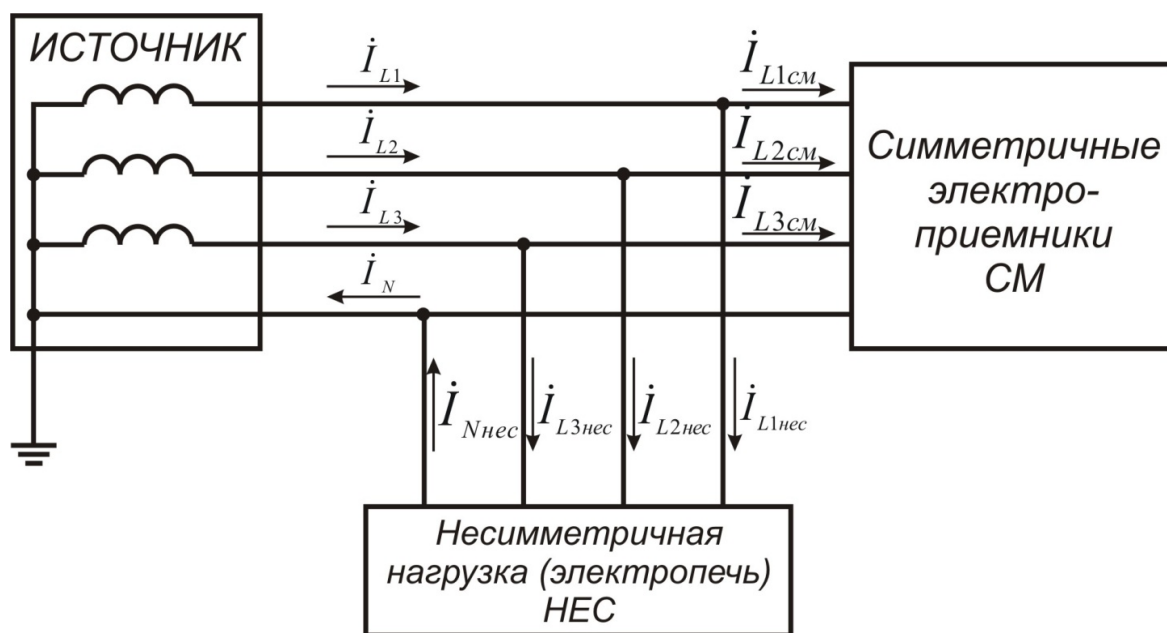 ИСТОЧНИК
İL1
İL1см
İL2
İL2см
İL3
İL3см
İN
Симметричные
электро-
приемники
СМ
İNнес
İL3нес
İL2нес
İL1нес
Несимметричная
нагрузка (электропечь)
НЕС